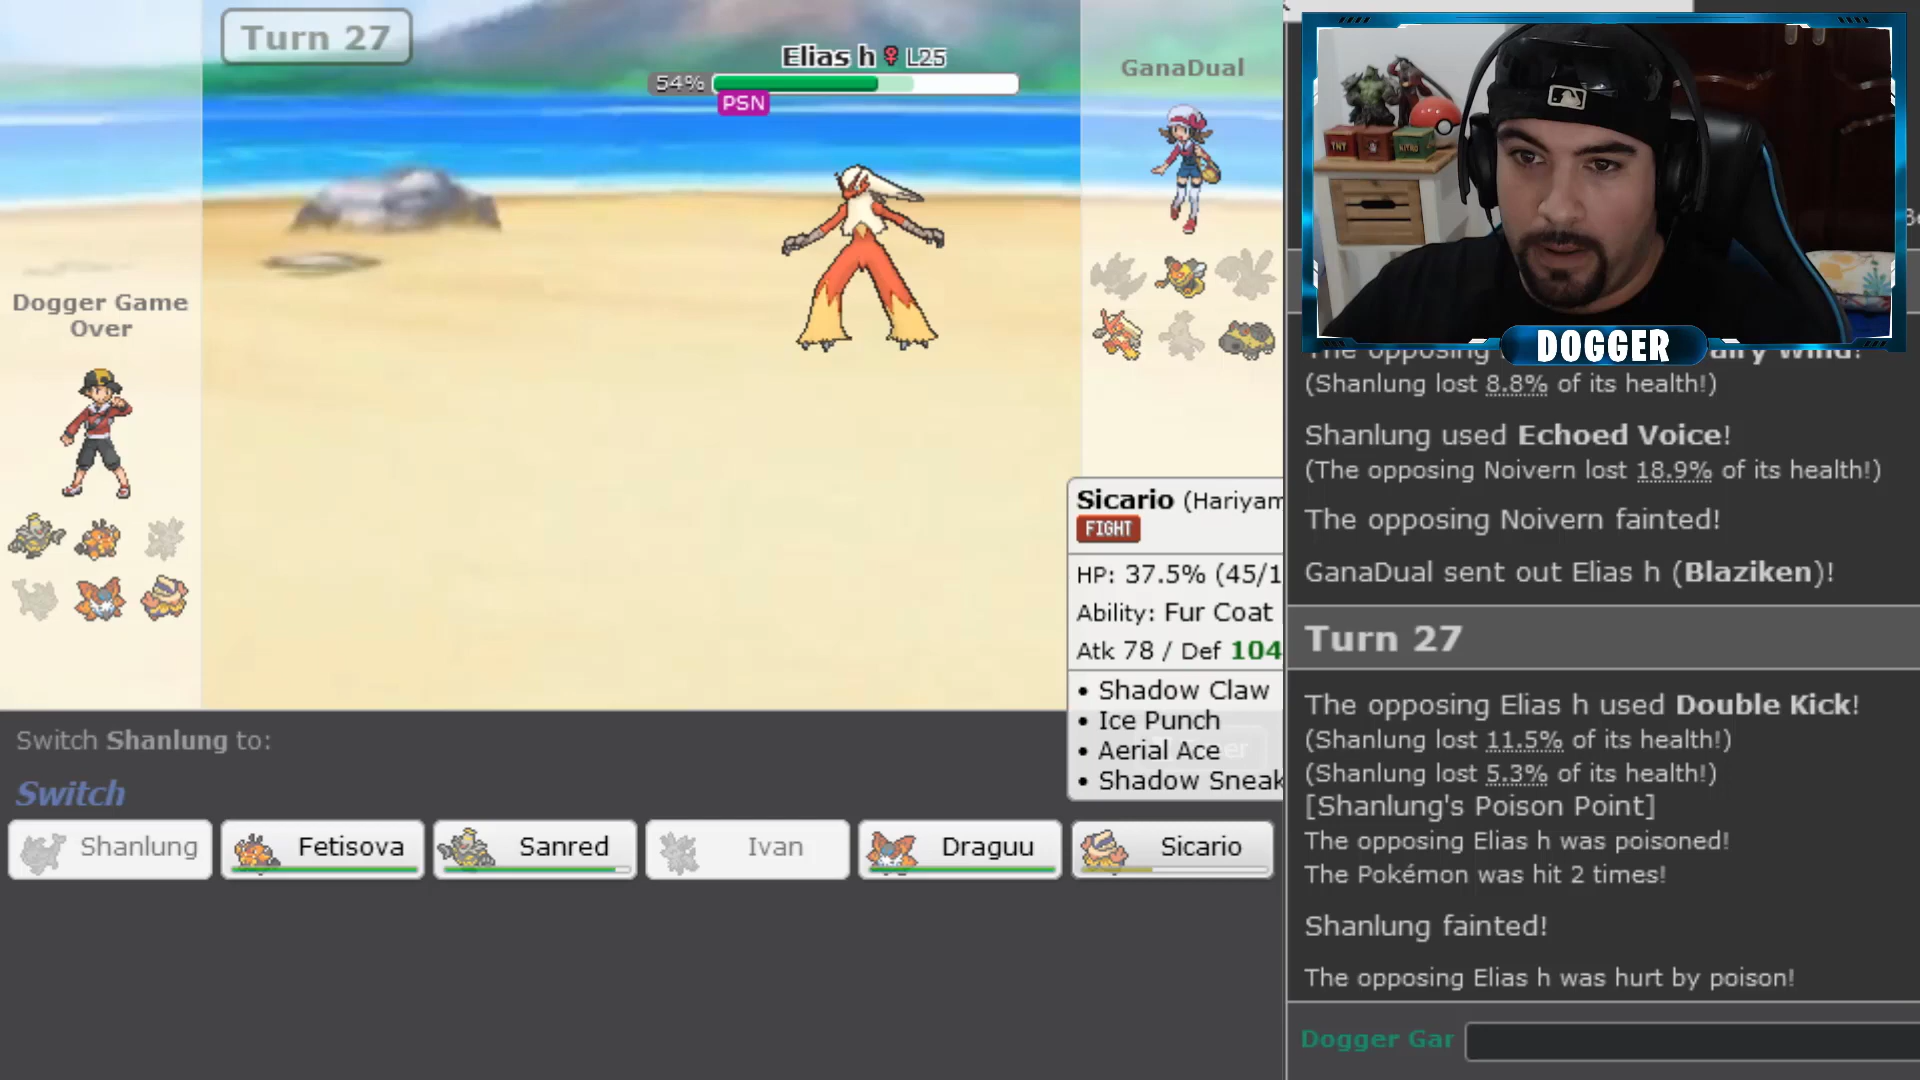 Turn 27
Elias h ♀ L25
54%
PSN
GanaDual
Dogger Game
Over
Sicario (Hariyam
FIGHT
HP: 37.5% (45/1
Ability: Fur Coat
Atk 78 / Def 104
• Shadow Claw
• Ice Punch
• Aerial Ace
• Shadow Sneak
Switch Shanlung to:
Switch
Shanlung
Fetisova
Sanred
Ivan
Draguu
Sicario
TNT
NITRO
DOGGER
The opposing
(Shanlung lost 8.8% of its health!)
Shanlung used Echoed Voice!
(The opposing Noivern lost 18.9% of its health!)
The opposing Noivern fainted!
GanaDual sent out Elias h (Blaziken)!
Turn 27
The opposing Elias h used Double Kick!
(Shanlung lost 11.5% of its health!)
(Shanlung lost 5.3% of its health!)
[Shanlung's Poison Point]
The opposing Elias h was poisoned!
The Pokémon was hit 2 times!
Shanlung fainted!
The opposing Elias h was hurt by poison!
Dogger Gar